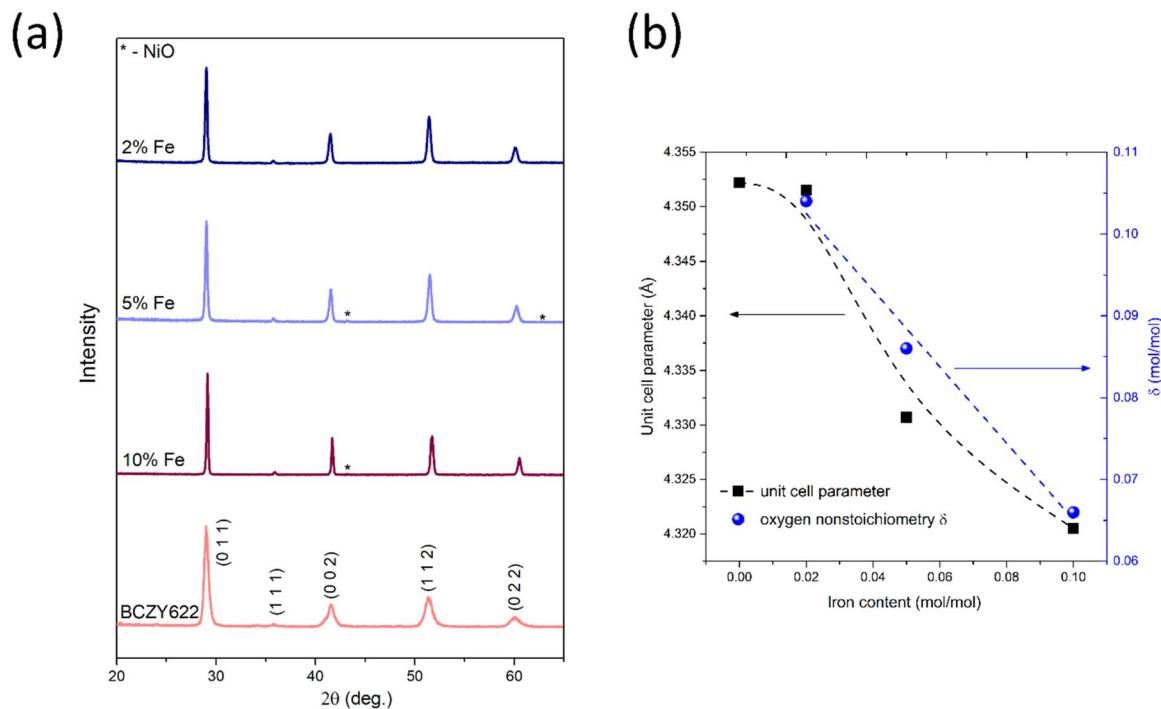 (a)
* - NiO
2% Fe
5% Fe
*
*
10% Fe
*
BCZY622
(0 1 1)
(1 1 1)
(0 0 2)
(1 1 2)
(0 2 2)
Intensity
20
30
40
50
60
2θ (deg.)
(b)
4.355
4.350
4.345
4.340
4.335
4.330
4.325
4.320
Unit cell parameter (Å)
0.11
0.10
0.09
0.08
0.07
0.06
δ (mol/mol)
unit cell parameter
oxygen nonstoichiometry δ
0.00
0.02
0.04
0.06
0.08
0.10
Iron content (mol/mol)